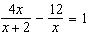 4x/(x + 2) − 12/x = 1